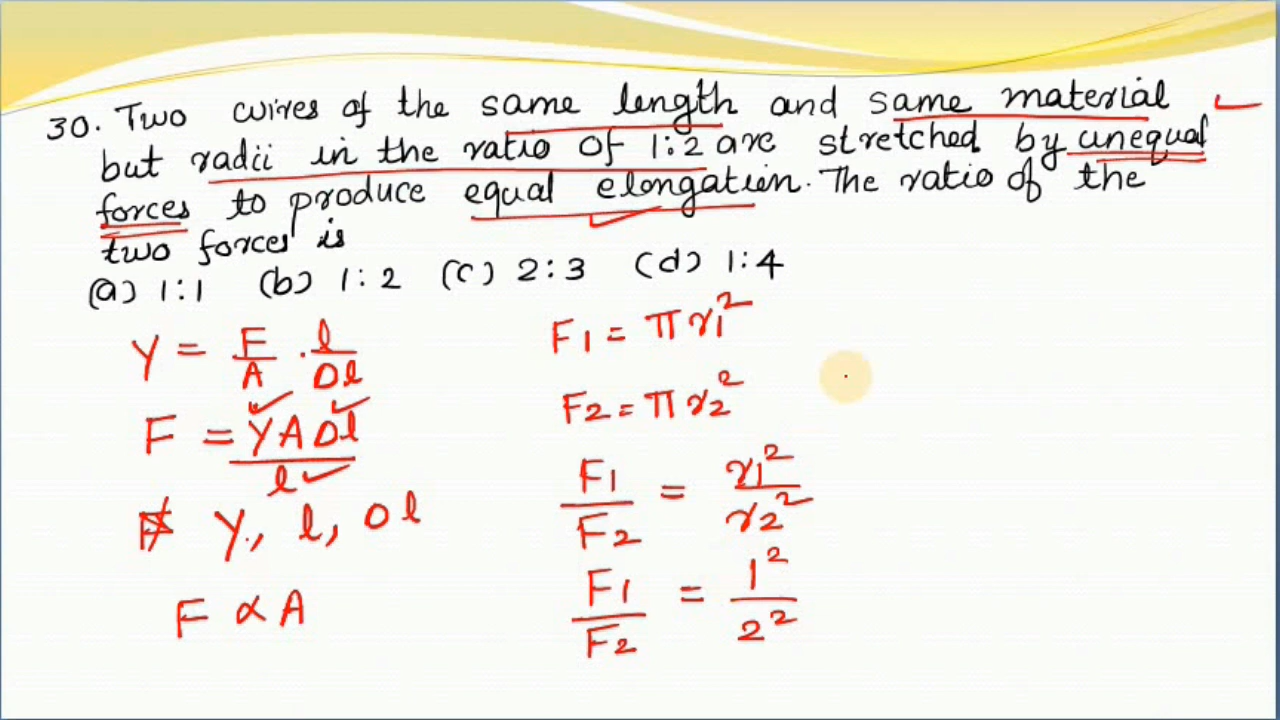 30. Two wires of the same length and same material
but radii in the ratio of 1:2 are stretched by unequal
forces to produce equal elongation. The ratio of the
two forces is
(a) 1:1 (b) 1:2 (c) 2:3 (d) 1:4
Y = F/A · l/Δl
F = YAΔl/l
Y, l, Δl
F ∝ A
F1 = πr1²
F2 = πr2²
F1/F2 = r1²/r2²
F1/F2 = 1²/2²